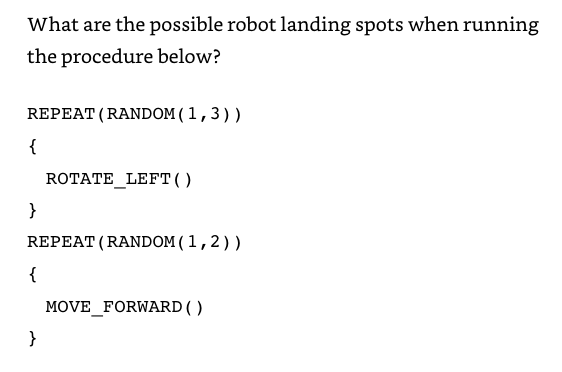 What are the possible robot landing spots when running
the procedure below?
REPEAT(RANDOM(1,3))
{
ROTATE_LEFT()
}
REPEAT(RANDOM(1,2))
{
MOVE_FORWARD()
}